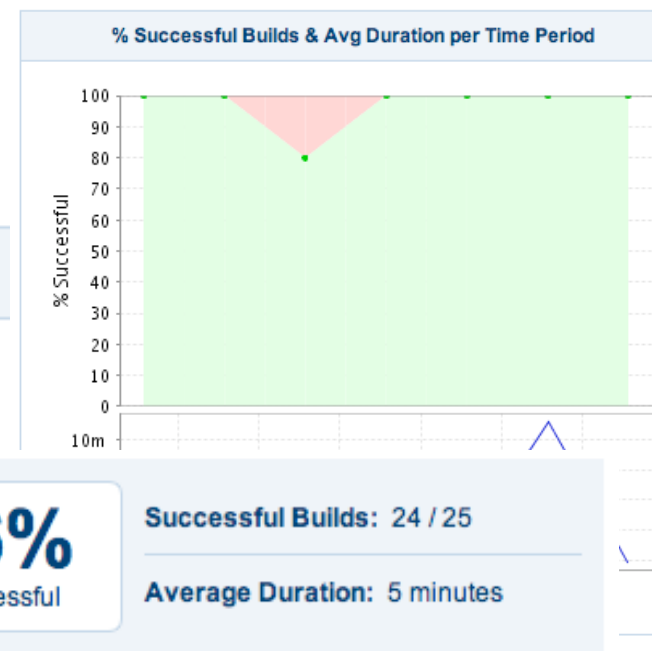 % Successful Builds & Avg Duration per Time Period
100
90
80
70
60
50
40
30
20
10
0
% Successful
10m
%
Successful Builds: 24 / 25
Average Duration: 5 minutes